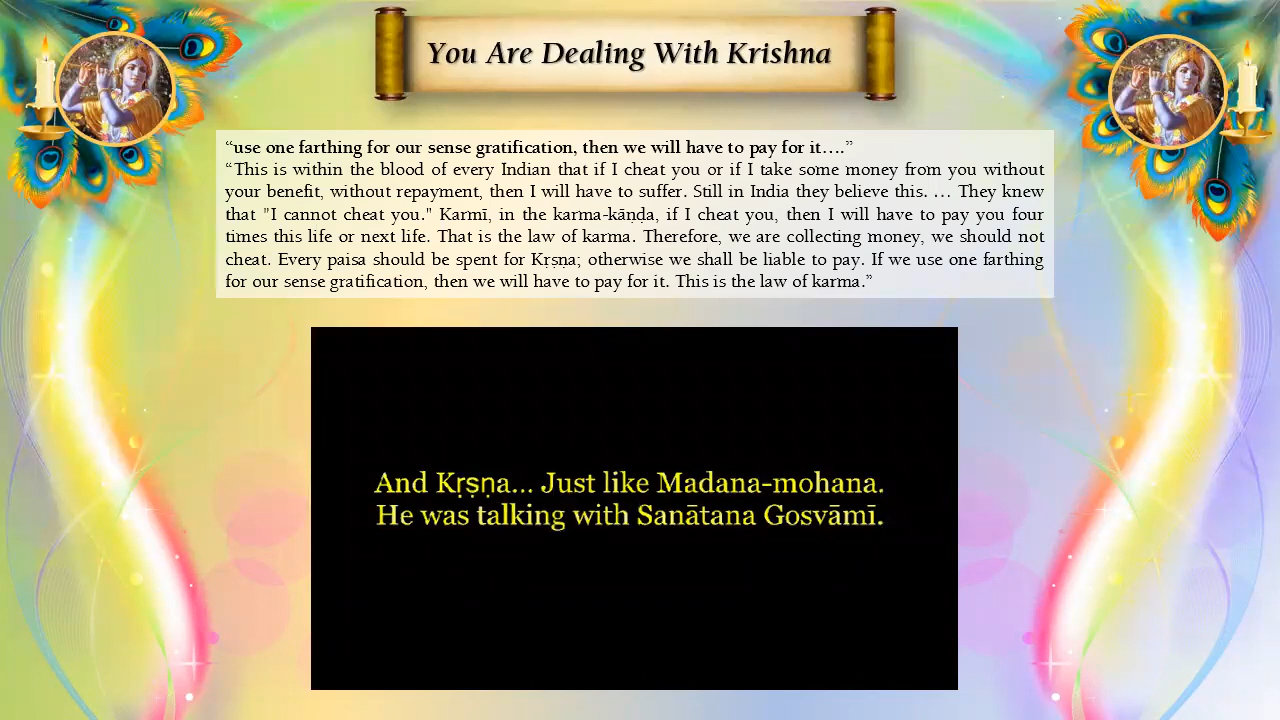 You Are Dealing With Krishna
“use one farthing for our sense gratification, then we will have to pay for it….”
“This is within the blood of every Indian that if I cheat you or if I take some money from you without
your benefit, without repayment, then I will have to suffer. Still in India they believe this. … They knew
that "I cannot cheat you." Karmī, in the karma-kāṇḍa, if I cheat you, then I will have to pay you four
times this life or next life. That is the law of karma. Therefore, we are collecting money, we should not
cheat. Every paisa should be spent for Kṛṣṇa; otherwise we shall be liable to pay. If we use one farthing
for our sense gratification, then we will have to pay for it. This is the law of karma.”
And Kṛṣṇa... Just like Madana-mohana.
He was talking with Sanātana Gosvāmī.